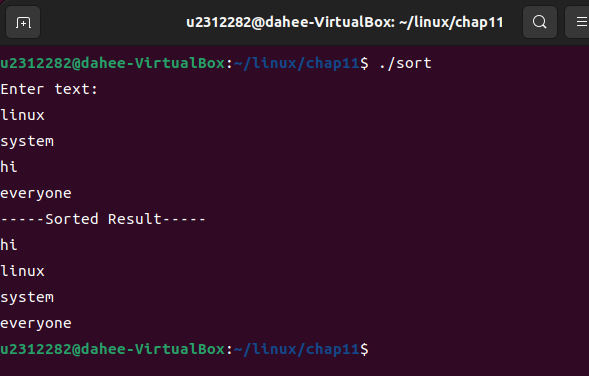 u2312282@dahee-VirtualBox: ~/linux/chap11
u2312282@dahee-VirtualBox:~/linux/chap11$ ./sort
Enter text:
linux
system
hi
everyone
-----Sorted Result-----
hi
linux
system
everyone
u2312282@dahee-VirtualBox:~/linux/chap11$